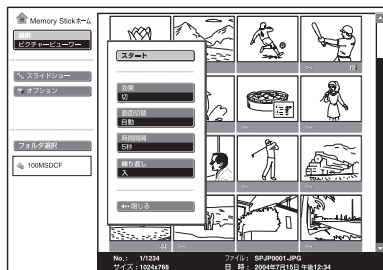 Memory Stickホーム
選択
ピクチャービューワー
スライドショー
オプション
フォルダ選択
100MSDCF
スタート
効果
切
画面切替
自動
時間間隔
5秒
繰り返し
入
閉じる
No.: 1/1234
サイズ: 1024x768
ファイル: SPJP0001.JPG
日 時: 2004年7月15日 午後12:34